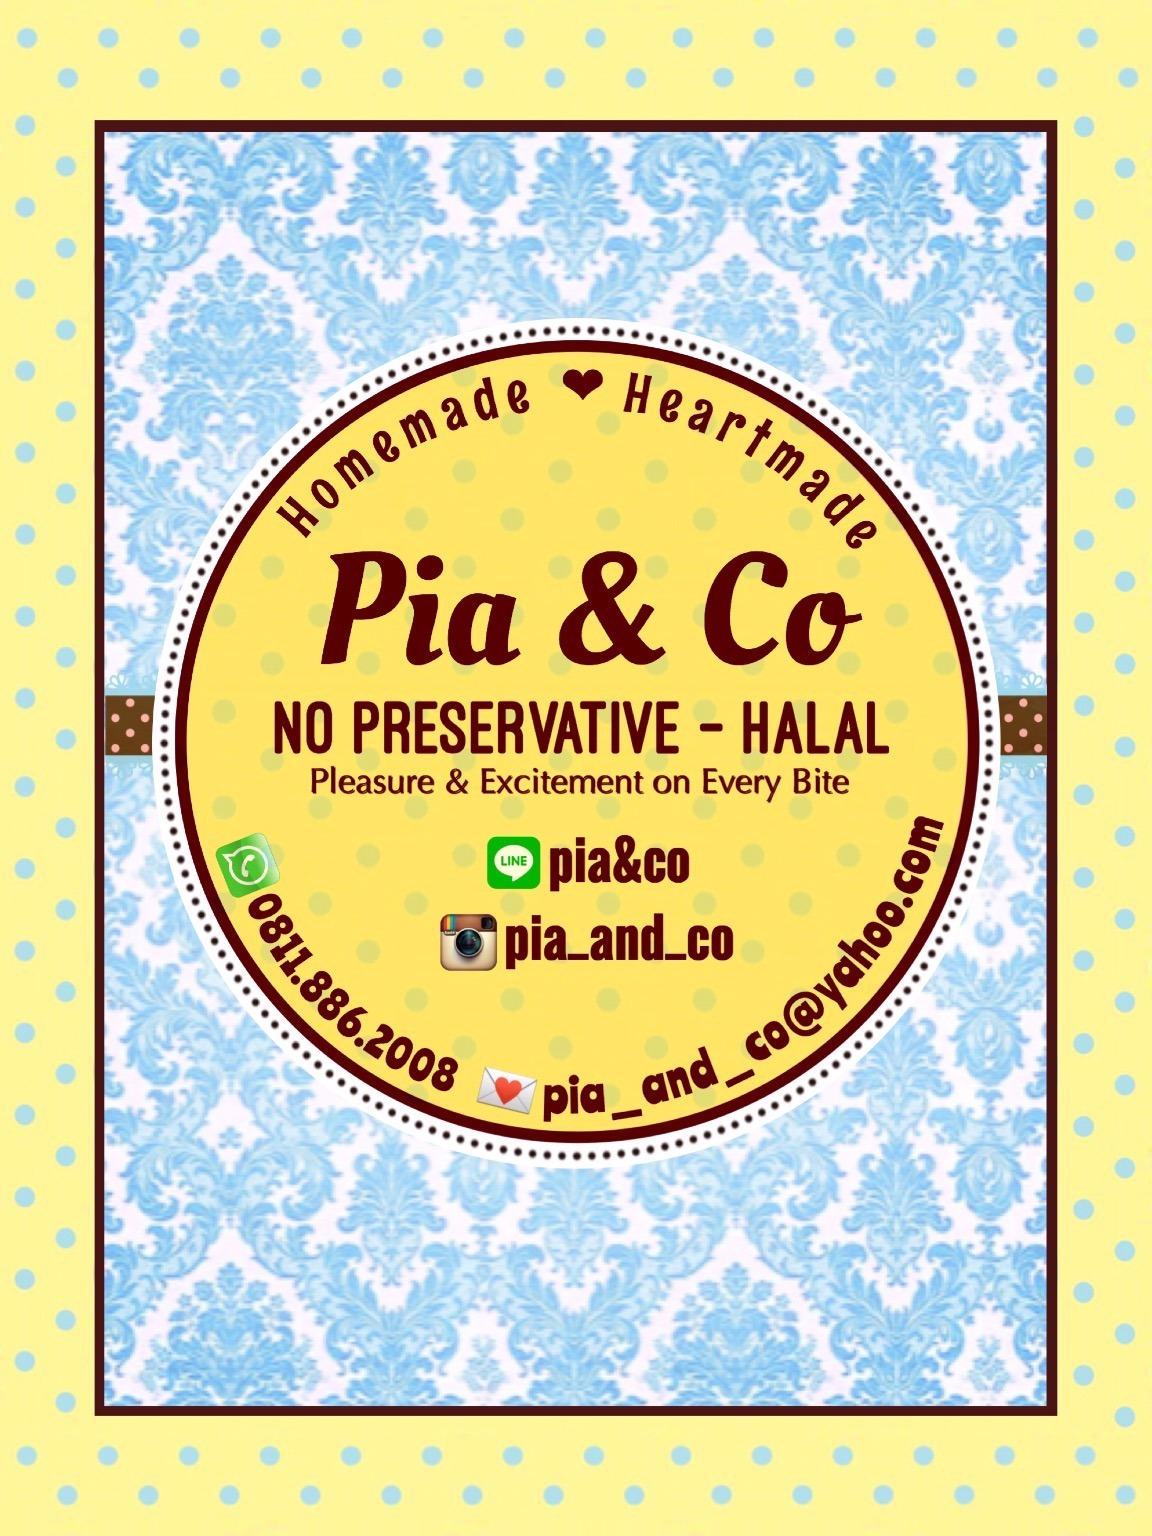 Homemade ❤ Heartmade
Pia & Co
NO PRESERVATIVE - HALAL
Pleasure & Excitement on Every Bite
LINE pia&co
pia_and_co
0811.886.2008
pia_and_co@yahoo.com